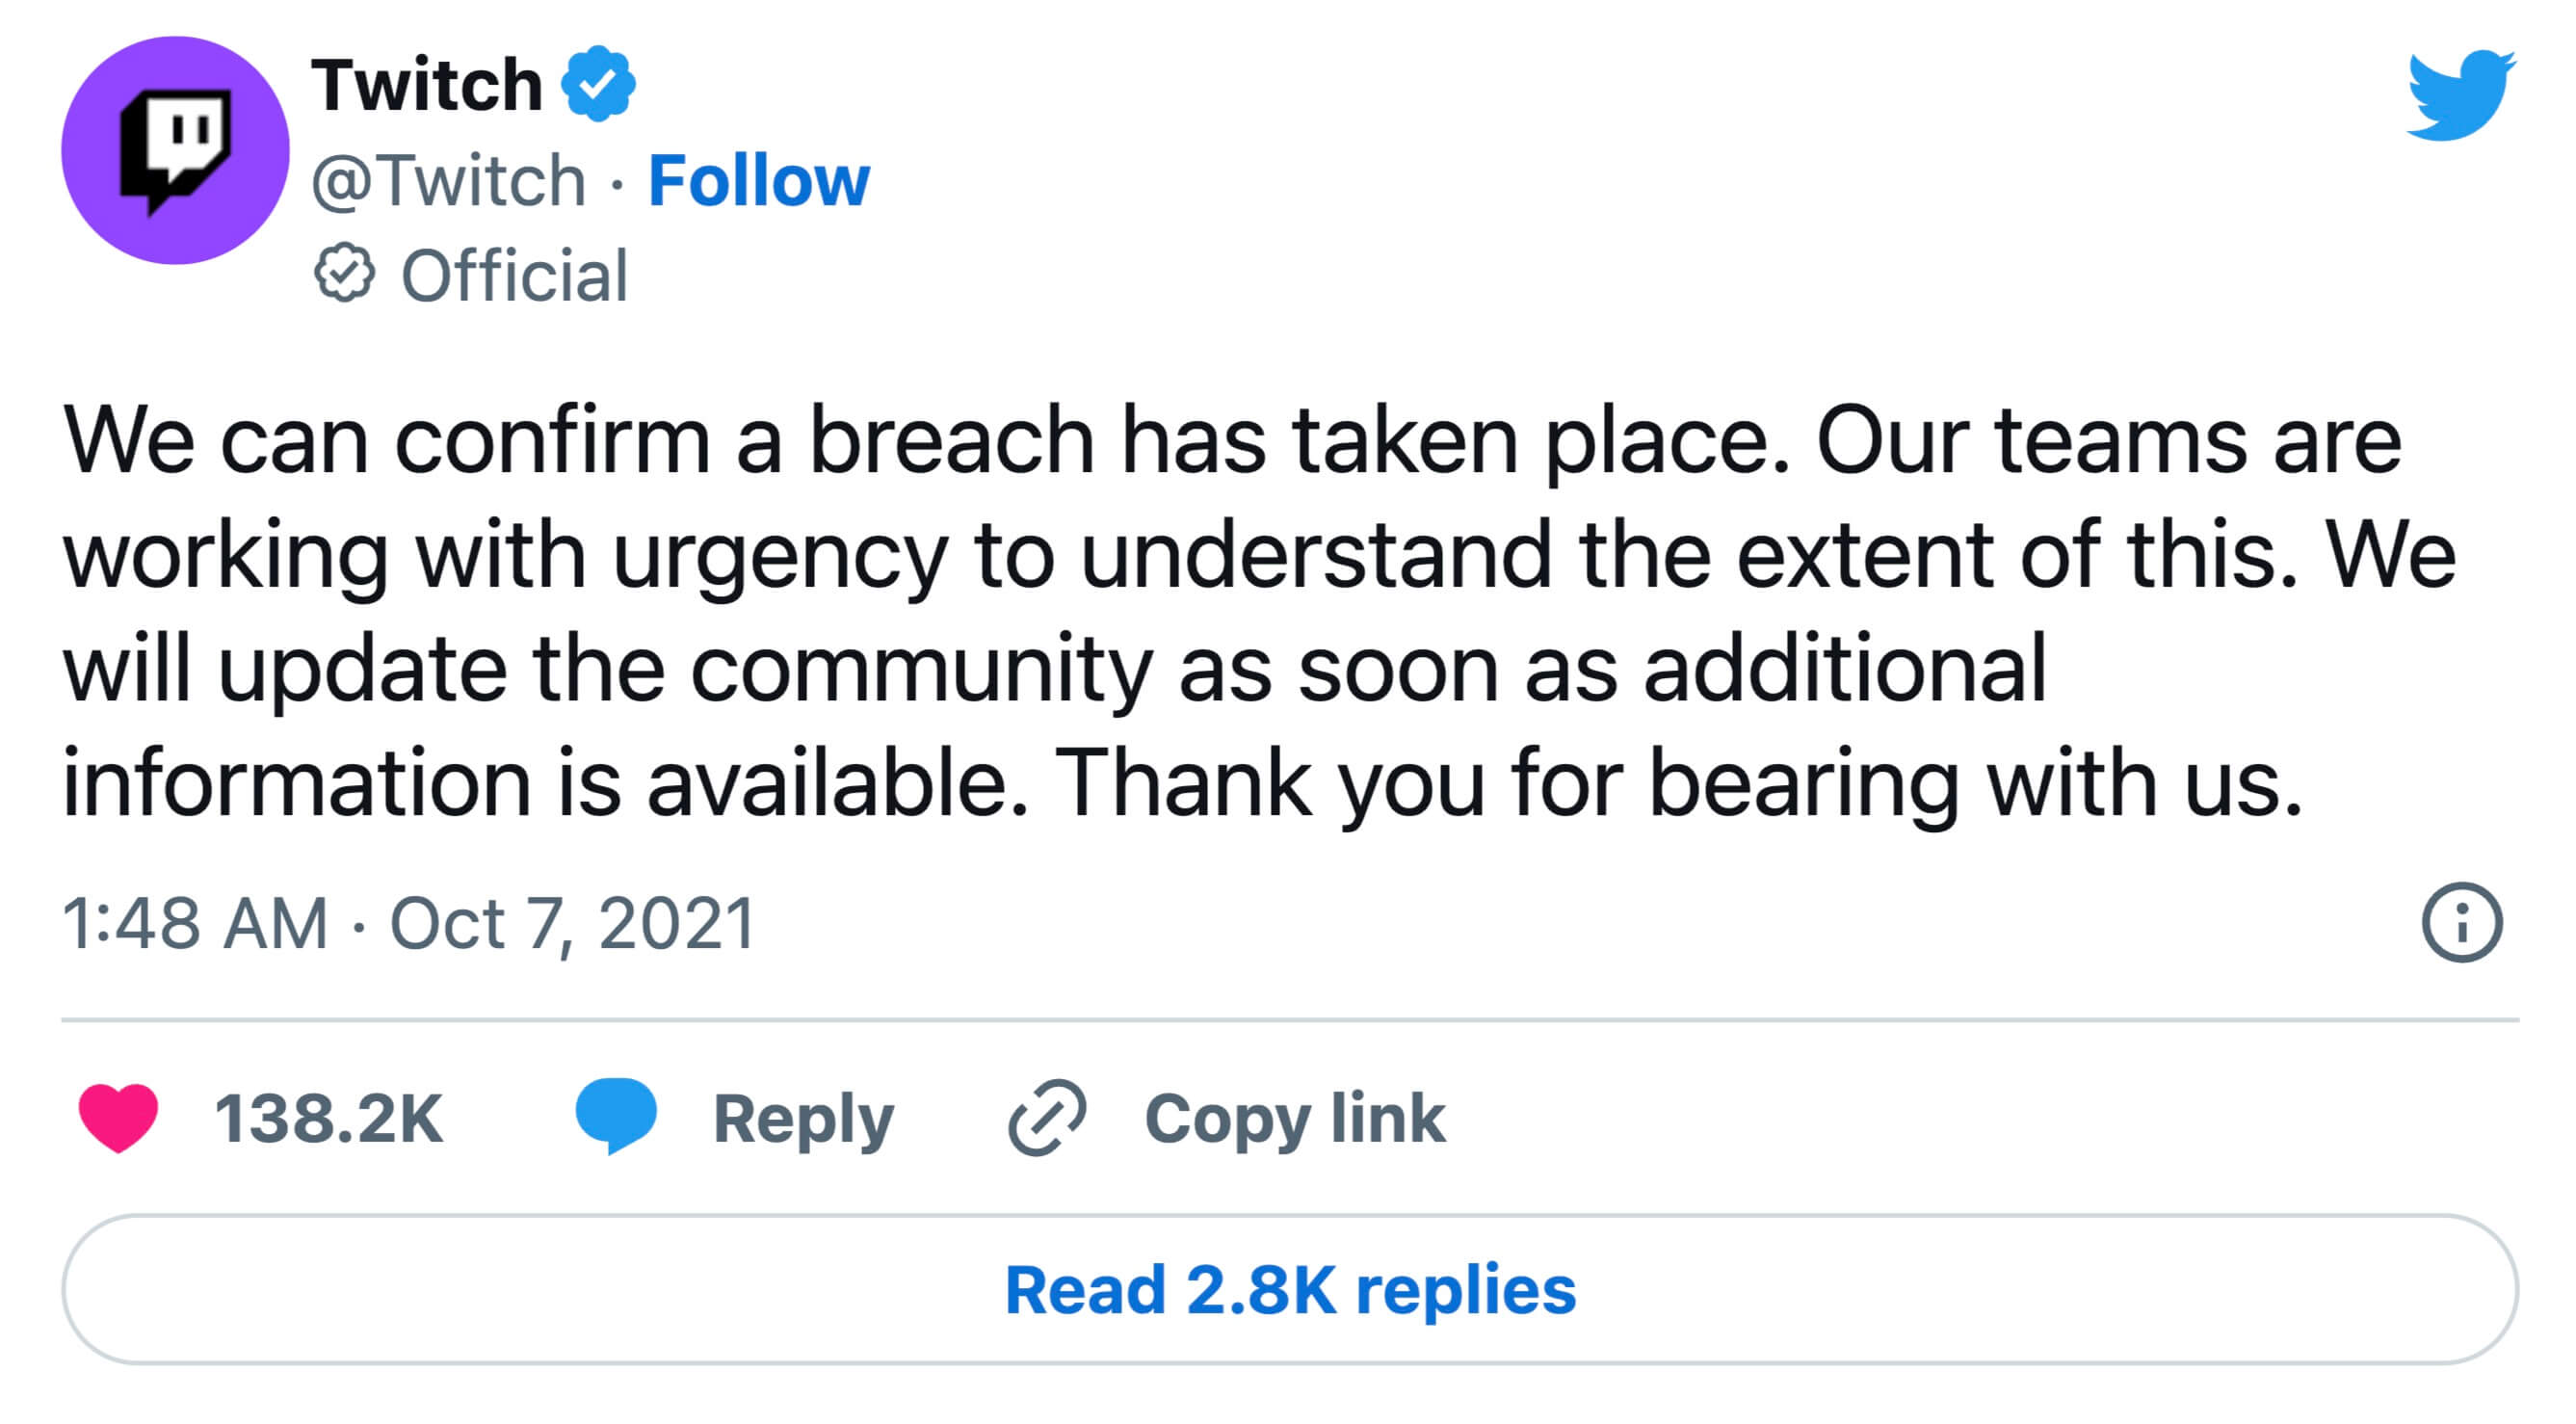 Twitch
@Twitch · Follow
Official
We can confirm a breach has taken place. Our teams are
working with urgency to understand the extent of this. We
will update the community as soon as additional
information is available. Thank you for bearing with us.
1:48 AM · Oct 7, 2021
138.2K Reply Copy link
Read 2.8K replies